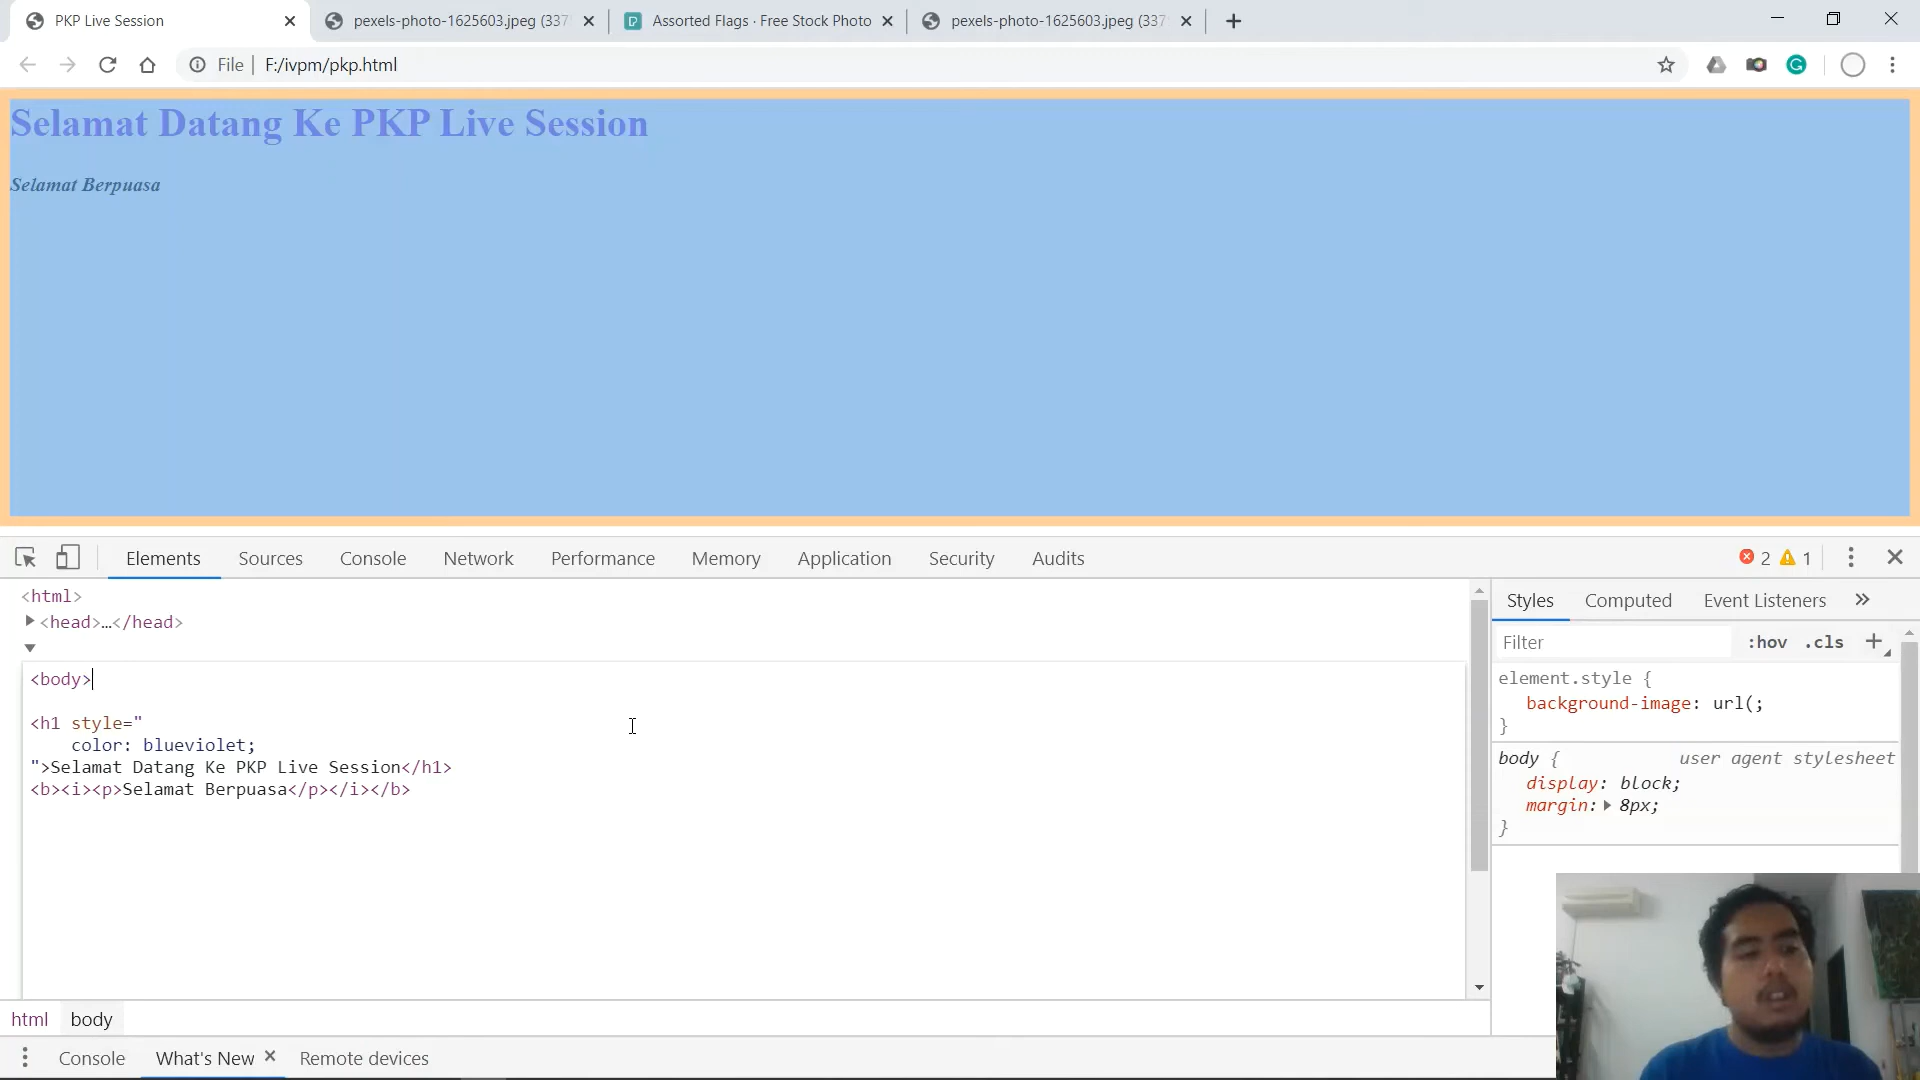 PKP Live Session
pexels-photo-1625603.jpeg (337
Assorted Flags · Free Stock Photo
pexels-photo-1625603.jpeg (337
File
F:/ivpm/pkp.html
Selamat Datang Ke PKP Live Session
Selamat Berpuasa
Elements
Sources
Console
Network
Performance
Memory
Application
Security
Audits
2
1
<html>
<head>…</head>
<body>
<h1 style="
color: blueviolet;
">Selamat Datang Ke PKP Live Session</h1>
<b><i><p>Selamat Berpuasa</p></i></b>
Styles
Computed
Event Listeners
Filter
:hov
.cls
element.style {
background-image: url(;
}
body {
user agent stylesheet
display: block;
margin: 8px;
}
html
body
Console
What's New
Remote devices